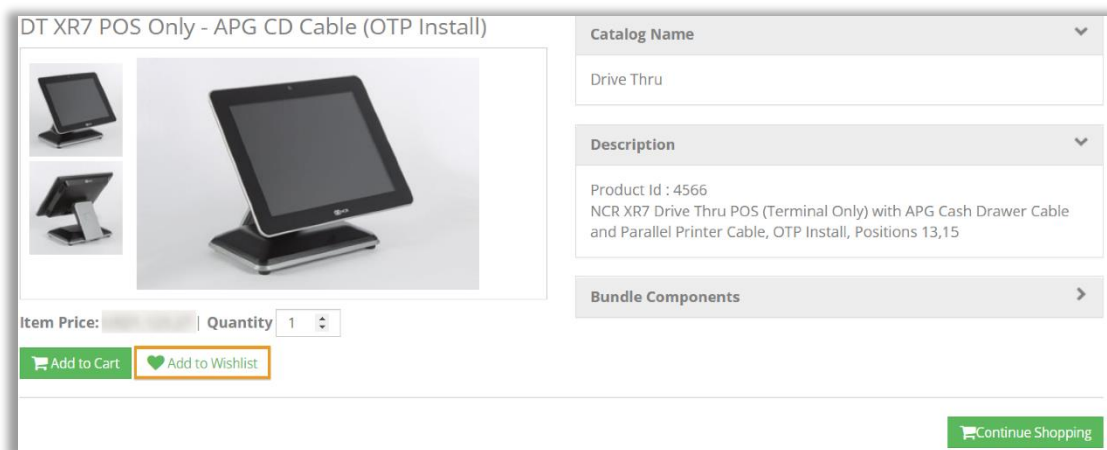 DT XR7 POS Only - APG CD Cable (OTP Install)
Item Price:
| Quantity 1
Add to Cart
Add to Wishlist
Catalog Name
Drive Thru
Description
Product Id : 4566
NCR XR7 Drive Thru POS (Terminal Only) with APG Cash Drawer Cable
and Parallel Printer Cable, OTP Install, Positions 13,15
Bundle Components
Continue Shopping